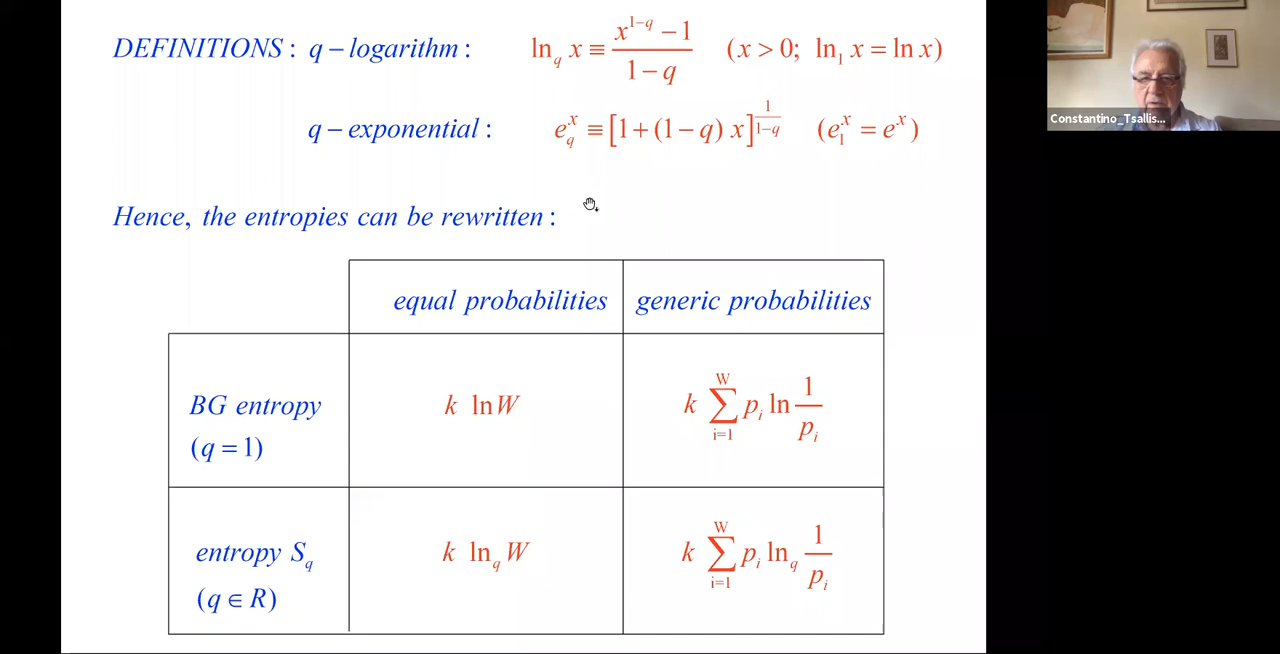 DEFINITIONS : q − logarithm : ln_q x ≡ (x^{1−q} − 1)/(1 − q) (x > 0; ln_1 x = ln x)
q − exponential : e_q^x ≡ [1 + (1 − q) x]^{1/(1−q)} (e_1^x = e^x)
Constantino_Tsallis...
Hence, the entropies can be rewritten :
equal probabilities generic probabilities
BG entropy k ln W k ∑_{i=1}^{W} p_i ln 1/p_i
(q = 1)
entropy S_q k ln_q W k ∑_{i=1}^{W} p_i ln_q 1/p_i
(q ∈ R)